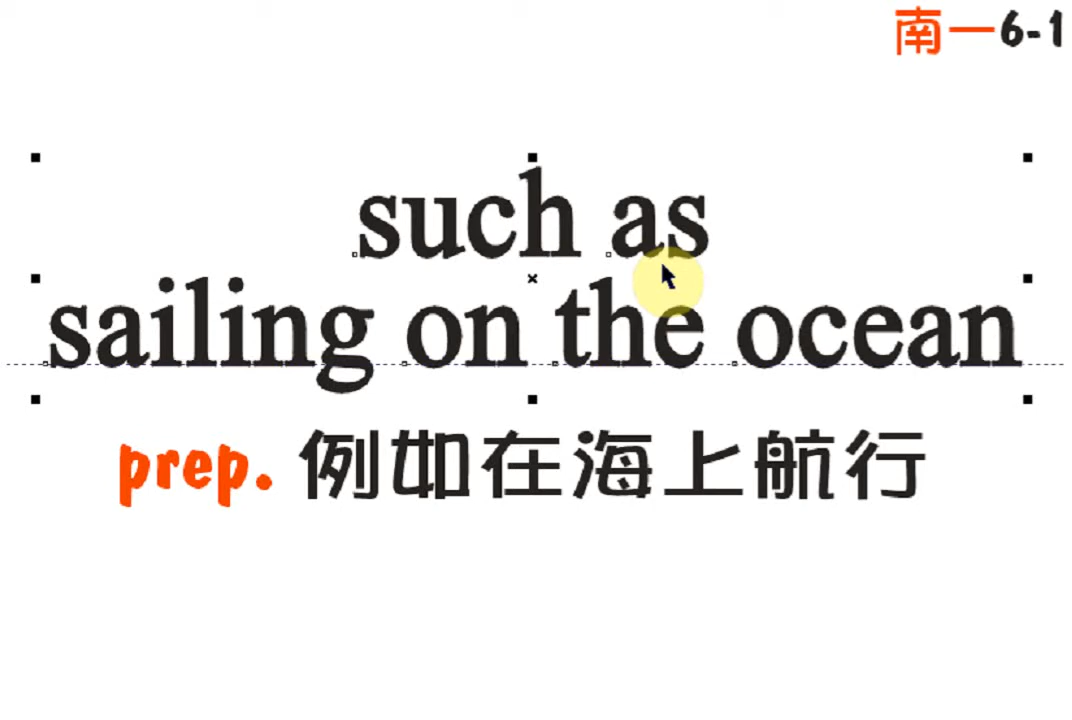 南一6-1
such as
sailing on the ocean
prep. 例如在海上航行